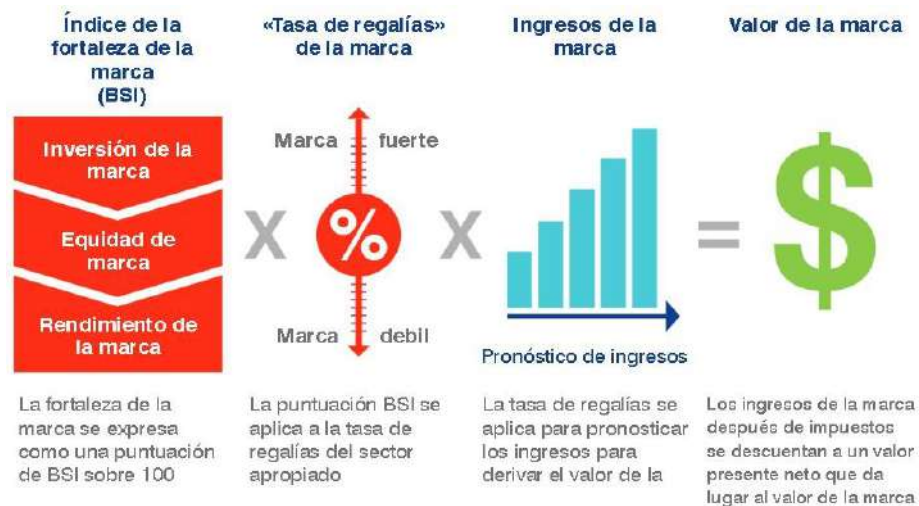 Índice de la
fortaleza de la
marca
(BSI)
«Tasa de regalías»
de la marca
Ingresos de la
marca
Valor de la marca
Inversión de la
marca
Equidad de
marca
Rendimiento de
la marca
X
Marca fuerte
%
Marca debil
X
Pronóstico de ingresos
=
$
La fortaleza de la
marca se expresa
como una puntuación
de BSI sobre 100
La puntuación BSI se
aplica a la tasa de
regalías del sector
apropiado
La tasa de regalías se
aplica para pronosticar
los ingresos para
derivar el valor de la
Los ingresos de la marca
después de impuestos
se descuentan a un valor
presente neto que da
lugar al valor de la marca